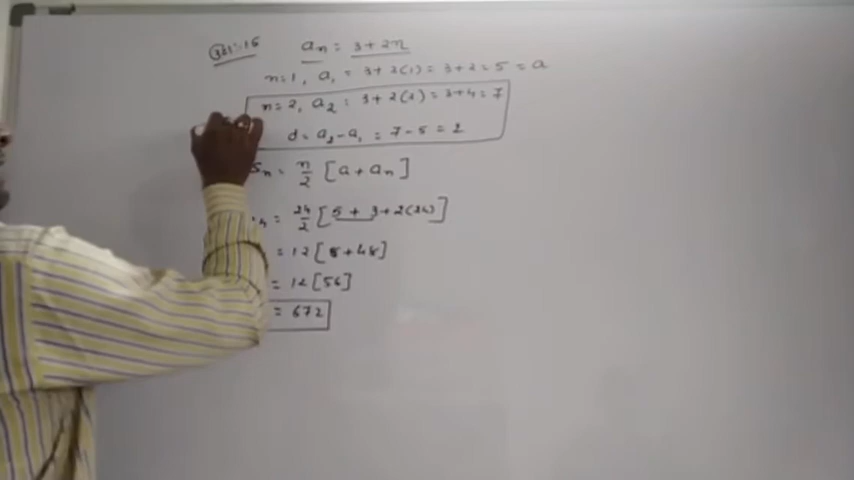 an = 3+2n
n=1, a1 = 3+2(1) = 3+2 = 5 = a
n=2, a2 = 3+2(2) = 3+4 = 7
d = a2-a1 = 7-5 = 2
Sn = n/2 [a+an]
= 24/2 [5+3+2(24)]
= 12[8+48]
= 12[56]
= 672